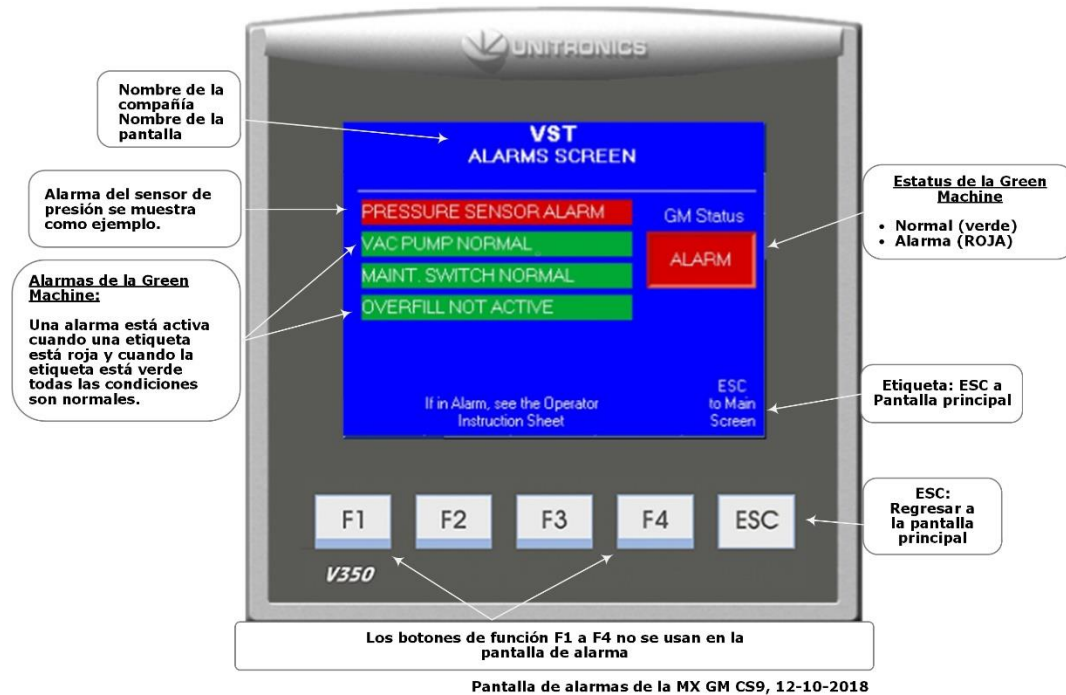 UNITRONICS
Nombre de la
compañía
Nombre de la
pantalla
VST
ALARMS SCREEN
Alarma del sensor de
presión se muestra
como ejemplo.
PRESSURE SENSOR ALARM
VAC PUMP NORMAL
MAINT. SWITCH NORMAL
OVERFILL NOT ACTIVE
GM Status
ALARM
Estatus de la Green
Machine
• Normal (verde)
• Alarma (ROJA)
Alarmas de la Green
Machine:
Una alarma está activa
cuando una etiqueta
está roja y cuando la
etiqueta está verde
todas las condiciones
son normales.
If in Alarm, see the Operator
Instruction Sheet
ESC
to Main
Screen
Etiqueta: ESC a
Pantalla principal
F1 F2 F3 F4 ESC
ESC:
Regresar a
la pantalla
principal
V350
Los botones de función F1 a F4 no se usan en la
pantalla de alarma
Pantalla de alarmas de la MX GM CS9, 12-10-2018